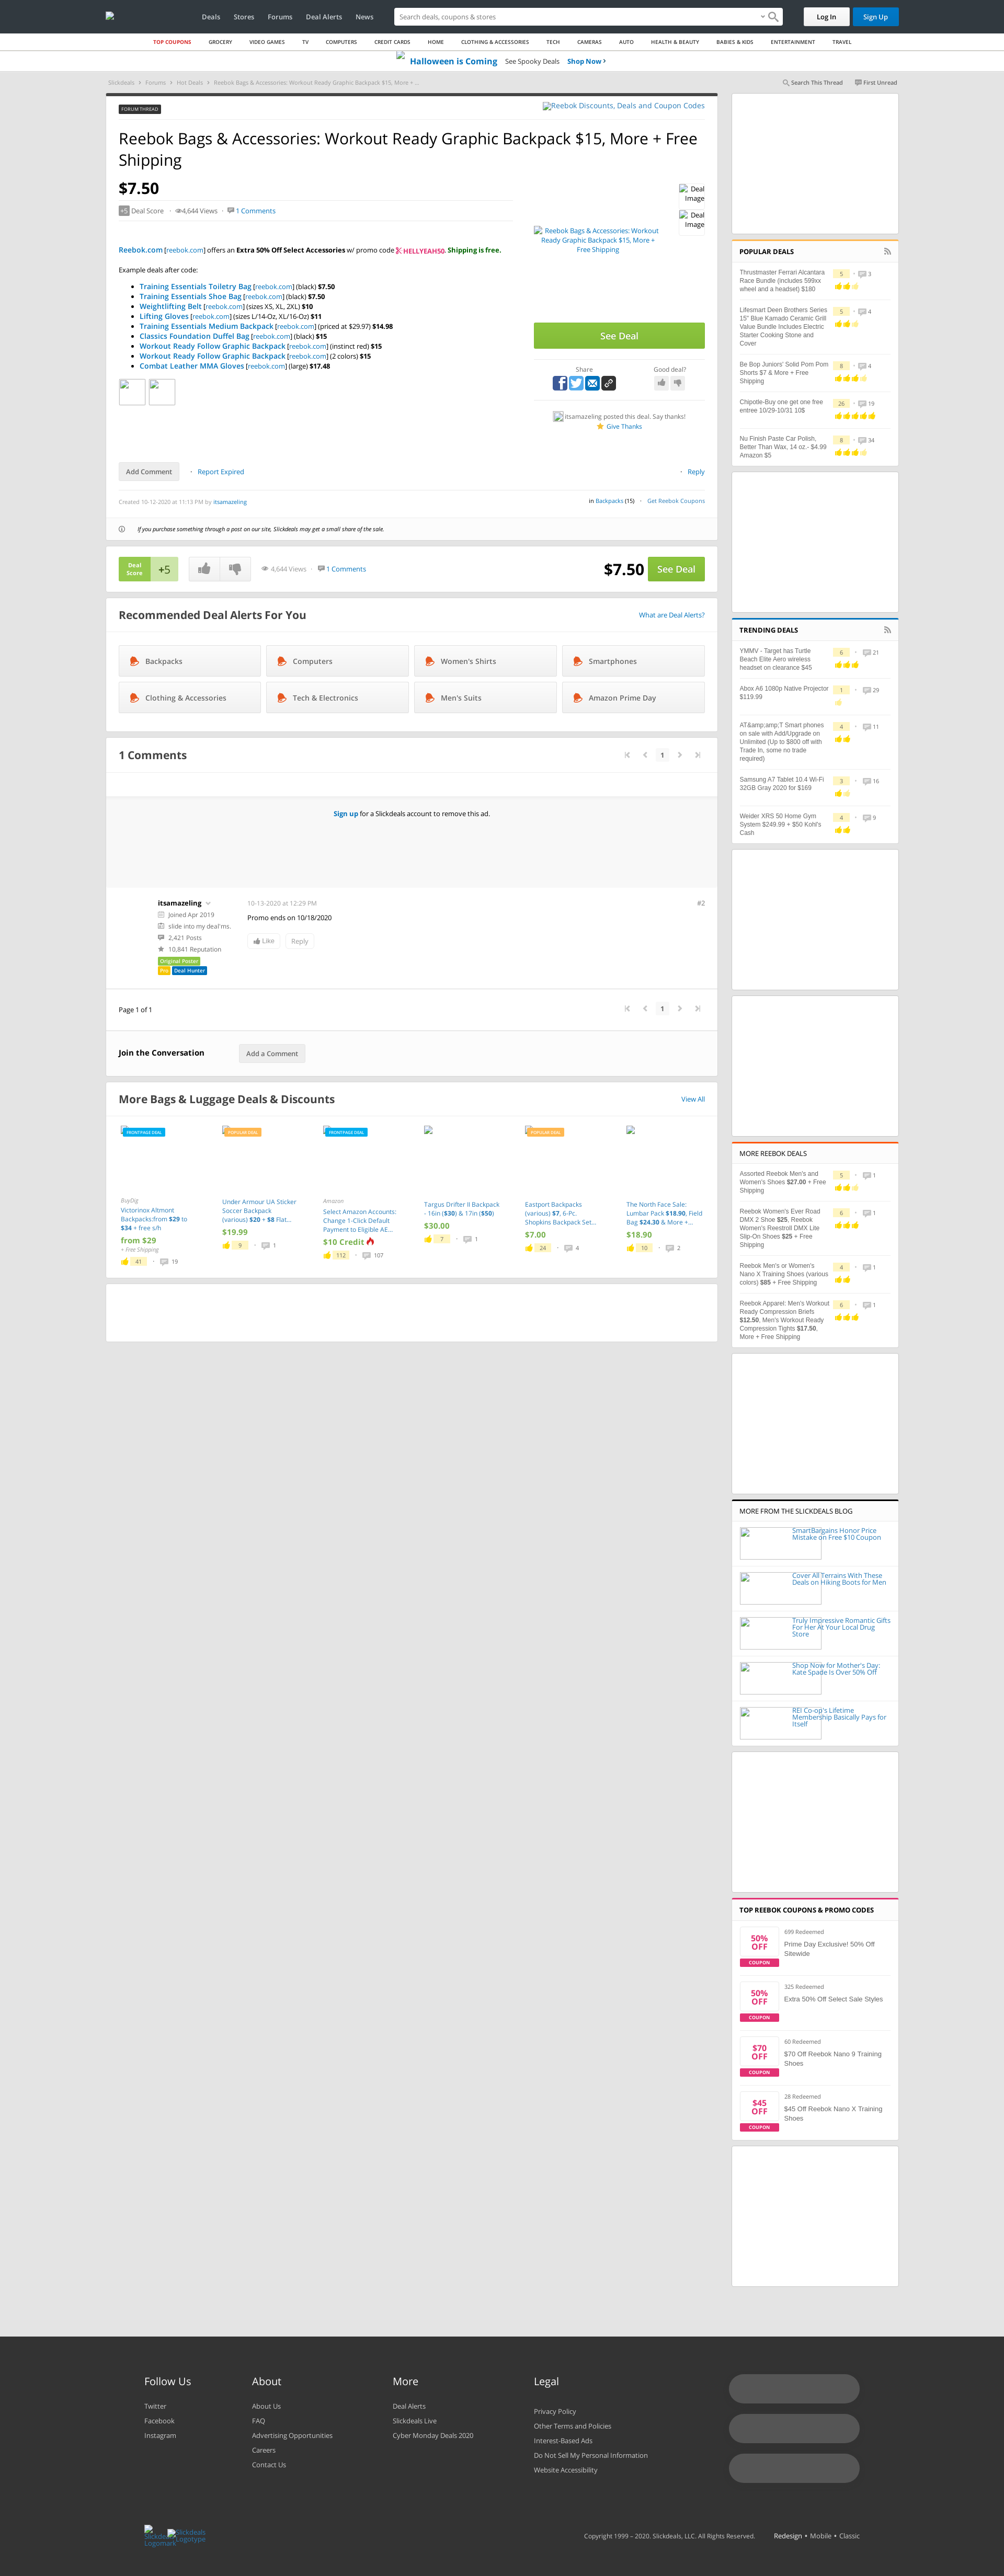 Deals
Stores
Forums
Deal Alerts
News
Search deals, coupons & stores
Log In
Sign Up
TOP COUPONS
GROCERY
VIDEO GAMES
TV
COMPUTERS
CREDIT CARDS
HOME
CLOTHING & ACCESSORIES
TECH
CAMERAS
AUTO
HEALTH & BEAUTY
BABIES & KIDS
ENTERTAINMENT
TRAVEL
Halloween is Coming See Spooky Deals Shop Now
Slickdeals > Forums > Hot Deals > Reebok Bags & Accessories: Workout Ready Graphic Backpack $15, More + ...
Search This Thread
First Unread
FORUM THREAD
Reebok Discounts, Deals and Coupon Codes
Reebok Bags & Accessories: Workout Ready Graphic Backpack $15, More + Free
Shipping
$7.50
+5 Deal Score · 4,644 Views · 1 Comments
Deal Image
Deal Image
Reebok Bags & Accessories: Workout
Ready Graphic Backpack $15, More +
Free Shipping
Reebok.com [reebok.com] offers an Extra 50% Off Select Accessories w/ promo code HELLYEAH50. Shipping is free.
Example deals after code:
Training Essentials Toiletry Bag [reebok.com] (black) $7.50
Training Essentials Shoe Bag [reebok.com] (black) $7.50
Weightlifting Belt [reebok.com] (sizes XS, XL, 2XL) $10
Lifting Gloves [reebok.com] (sizes L/14-Oz, XL/16-Oz) $11
Training Essentials Medium Backpack [reebok.com] (priced at $29.97) $14.98
Classics Foundation Duffel Bag [reebok.com] (black) $15
Workout Ready Follow Graphic Backpack [reebok.com] (instinct red) $15
Workout Ready Follow Graphic Backpack [reebok.com] (2 colors) $15
Combat Leather MMA Gloves [reebok.com] (large) $17.48
See Deal
Share
Good deal?
itsamazeling posted this deal. Say thanks!
Give Thanks
Add Comment · Report Expired
· Reply
Created 10-12-2020 at 11:13 PM by itsamazeling
in Backpacks (15) · Get Reebok Coupons
If you purchase something through a post on our site, Slickdeals may get a small share of the sale.
Deal Score +5
4,644 Views · 1 Comments
$7.50 See Deal
Recommended Deal Alerts For You
What are Deal Alerts?
Backpacks
Computers
Women's Shirts
Smartphones
Clothing & Accessories
Tech & Electronics
Men's Suits
Amazon Prime Day
1 Comments
1
Sign up for a Slickdeals account to remove this ad.
itsamazeling
Joined Apr 2019
slide into my deal'ms.
2,421 Posts
10,841 Reputation
Original Poster
Pro Deal Hunter
10-13-2020 at 12:29 PM
#2
Promo ends on 10/18/2020
Like
Reply
Page 1 of 1
1
Join the Conversation
Add a Comment
More Bags & Luggage Deals & Discounts
View All
FRONTPAGE DEAL
BuyDig
Victorinox Altmont
Backpacks:from $29 to
$34 + free s/h
from $29
+ Free Shipping
41 · 19
POPULAR DEAL
Under Armour UA Sticker
Soccer Backpack
(various) $20 + $8 Flat...
$19.99
9 · 1
FRONTPAGE DEAL
Amazon
Select Amazon Accounts:
Change 1-Click Default
Payment to Eligible AE...
$10 Credit
112 · 107
Targus Drifter II Backpack
- 16in ($30) & 17in ($50)
$30.00
7 · 1
POPULAR DEAL
Eastport Backpacks
(various) $7, 6-Pc.
Shopkins Backpack Set...
$7.00
24 · 4
The North Face Sale:
Lumbar Pack $18.90, Field
Bag $24.30 & More +...
$18.90
10 · 2
POPULAR DEALS
Thrustmaster Ferrari Alcantara
Race Bundle (includes 599xx
wheel and a headset) $180
5 · 3
Lifesmart Deen Brothers Series
15" Blue Kamado Ceramic Grill
Value Bundle Includes Electric
Starter Cooking Stone and
Cover
5 · 4
Be Bop Juniors' Solid Pom Pom
Shorts $7 & More + Free
Shipping
8 · 4
Chipotle-Buy one get one free
entree 10/29-10/31 10$
26 · 19
Nu Finish Paste Car Polish,
Better Than Wax, 14 oz.- $4.99
Amazon $5
8 · 34
TRENDING DEALS
YMMV - Target has Turtle
Beach Elite Aero wireless
headset on clearance $45
6 · 21
Abox A6 1080p Native Projector
$119.99
1 · 29
AT&amp;amp;T Smart phones
on sale with Add/Upgrade on
Unlimited (Up to $800 off with
Trade In, some no trade
required)
4 · 11
Samsung A7 Tablet 10.4 Wi-Fi
32GB Gray 2020 for $169
3 · 16
Weider XRS 50 Home Gym
System $249.99 + $50 Kohl's
Cash
4 · 9
MORE REEBOK DEALS
Assorted Reebok Men's and
Women's Shoes $27.00 + Free
Shipping
5 · 1
Reebok Women's Ever Road
DMX 2 Shoe $25, Reebok
Women's Reestroll DMX Lite
Slip-On Shoes $25 + Free
Shipping
6 · 1
Reebok Men's or Women's
Nano X Training Shoes (various
colors) $85 + Free Shipping
4 · 1
Reebok Apparel: Men's Workout
Ready Compression Briefs
$12.50, Men's Workout Ready
Compression Tights $17.50,
More + Free Shipping
6 · 1
MORE FROM THE SLICKDEALS BLOG
SmartBargains Honor Price
Mistake on Free $10 Coupon
Cover All Terrains With These
Deals on Hiking Boots for Men
Truly Impressive Romantic Gifts
For Her At Your Local Drug
Store
Shop Now for Mother's Day:
Kate Spade Is Over 50% Off
REI Co-op's Lifetime
Membership Basically Pays for
Itself
TOP REEBOK COUPONS & PROMO CODES
50% OFF
COUPON
699 Redeemed
Prime Day Exclusive! 50% Off
Sitewide
50% OFF
COUPON
325 Redeemed
Extra 50% Off Select Sale Styles
$70 OFF
COUPON
60 Redeemed
$70 Off Reebok Nano 9 Training
Shoes
$45 OFF
COUPON
28 Redeemed
$45 Off Reebok Nano X Training
Shoes
Follow Us
Twitter
Facebook
Instagram
About
About Us
FAQ
Advertising Opportunities
Careers
Contact Us
More
Deal Alerts
Slickdeals Live
Cyber Monday Deals 2020
Legal
Privacy Policy
Other Terms and Policies
Interest-Based Ads
Do Not Sell My Personal Information
Website Accessibility
Slickdeals Logomark
Slickdeals Logotype
Copyright 1999 – 2020. Slickdeals, LLC. All Rights Reserved.
Redesign • Mobile • Classic